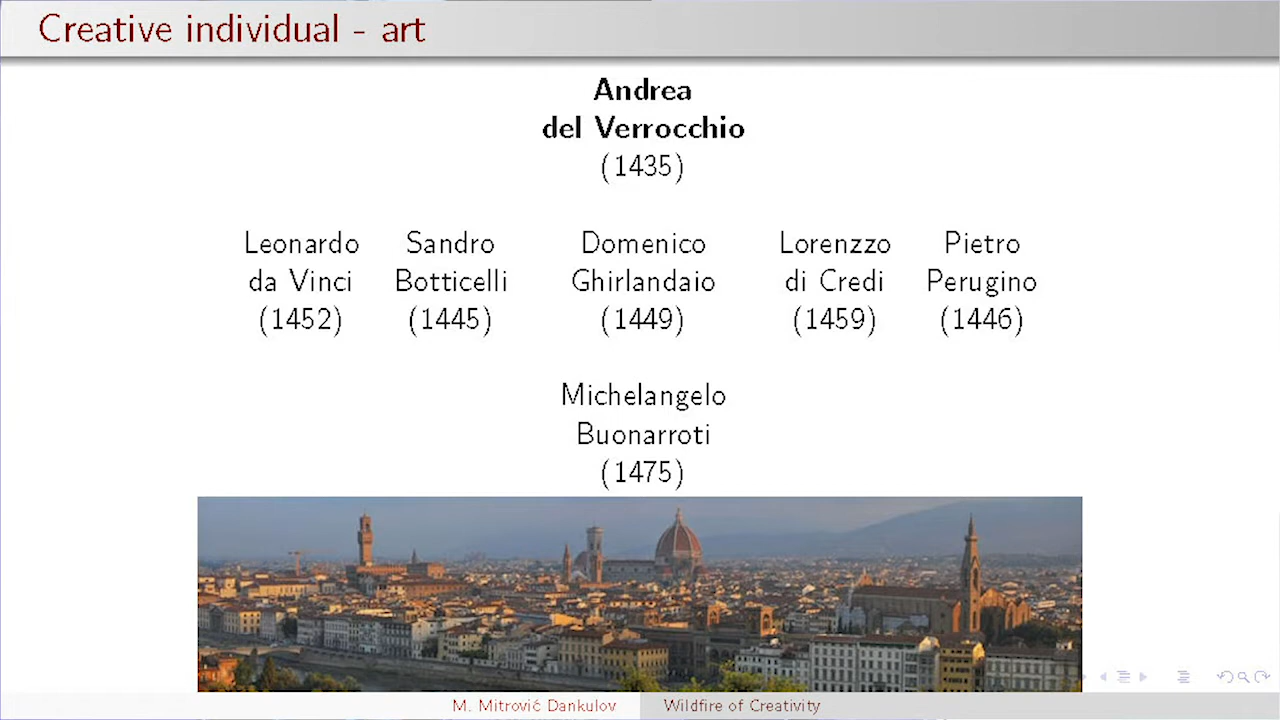 Creative individual - art
Andrea
del Verrocchio
(1435)
Leonardo
da Vinci
(1452)
Sandro
Botticelli
(1445)
Domenico
Ghirlandaio
(1449)
Lorenzzo
di Credi
(1459)
Pietro
Perugino
(1446)
Michelangelo
Buonarroti
(1475)
M. Mitrović Dankulov
Wildfire of Creativity